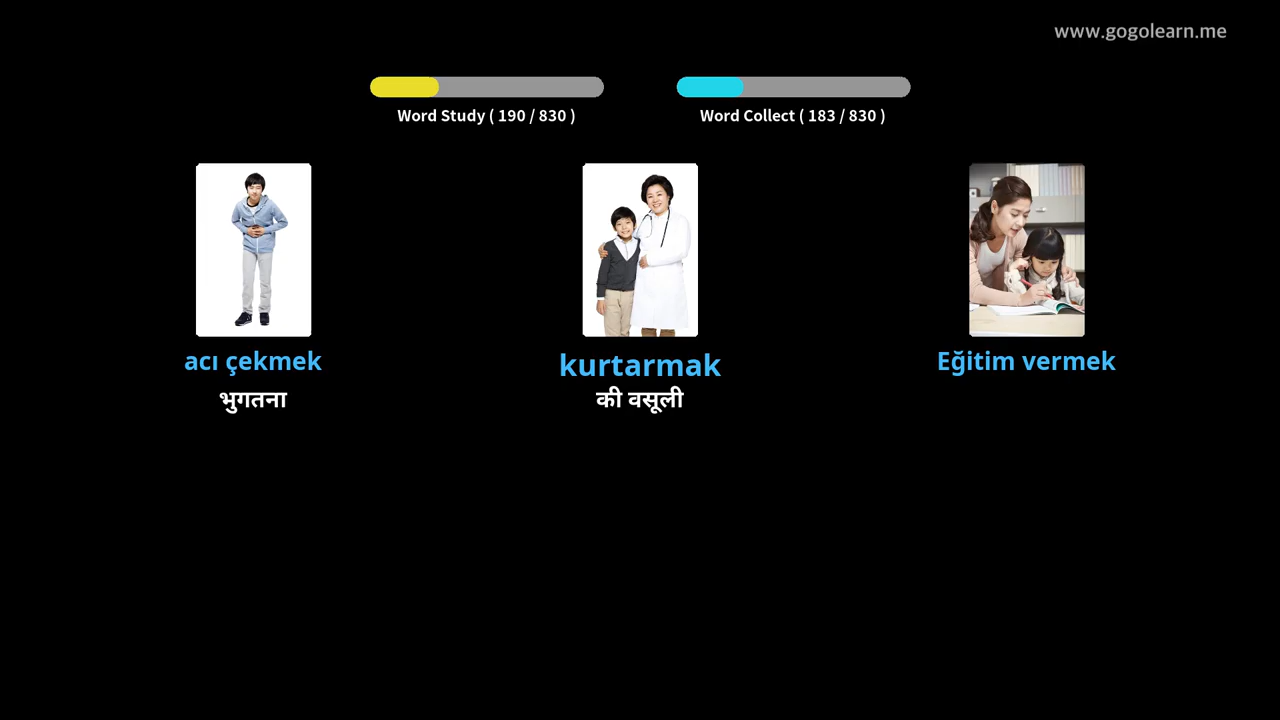 www.gogolearn.me
Word Study ( 190 / 830 )
Word Collect ( 183 / 830 )
acı çekmek
भुगतना
kurtarmak
की वसूली
Eğitim vermek